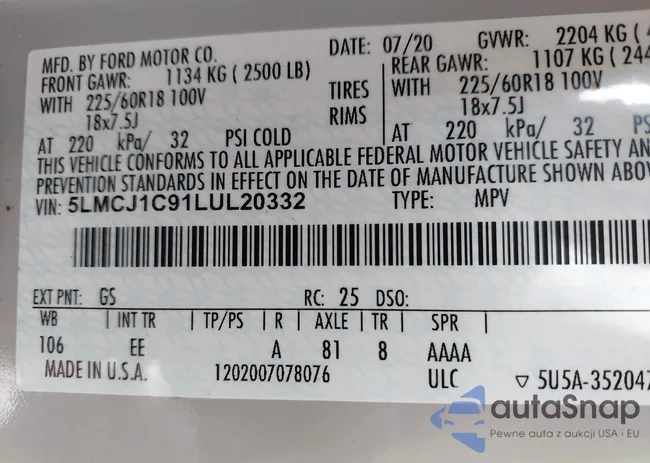 MFD. BY FORD MOTOR CO.
DATE: 07/20 GVWR: 2204 KG ( 4
FRONT GAWR: 1134 KG ( 2500 LB)
REAR GAWR: 1107 KG ( 244
WITH 225/60R18 100V TIRES WITH 225/60R18 100V
18x7.5J RIMS 18x7.5J
AT 220 kPa/ 32 PSI COLD AT 220 kPa/ 32 PSI
THIS VEHICLE CONFORMS TO ALL APPLICABLE FEDERAL MOTOR VEHICLE SAFETY AN
PREVENTION STANDARDS IN EFFECT ON THE DATE OF MANUFACTURE SHOWN ABOV
VIN: 5LMCJ1C91LUL20332 TYPE: MPV
EXT PNT: GS RC: 25 DSO:
WB INT TR TP/PS R AXLE TR SPR
106 EE A 81 8 AAAA
MADE IN U.S.A. 1202007078076 ULC ▽ 5U5A-352047
autaSnap
Pewne auta z aukcji USA i EU